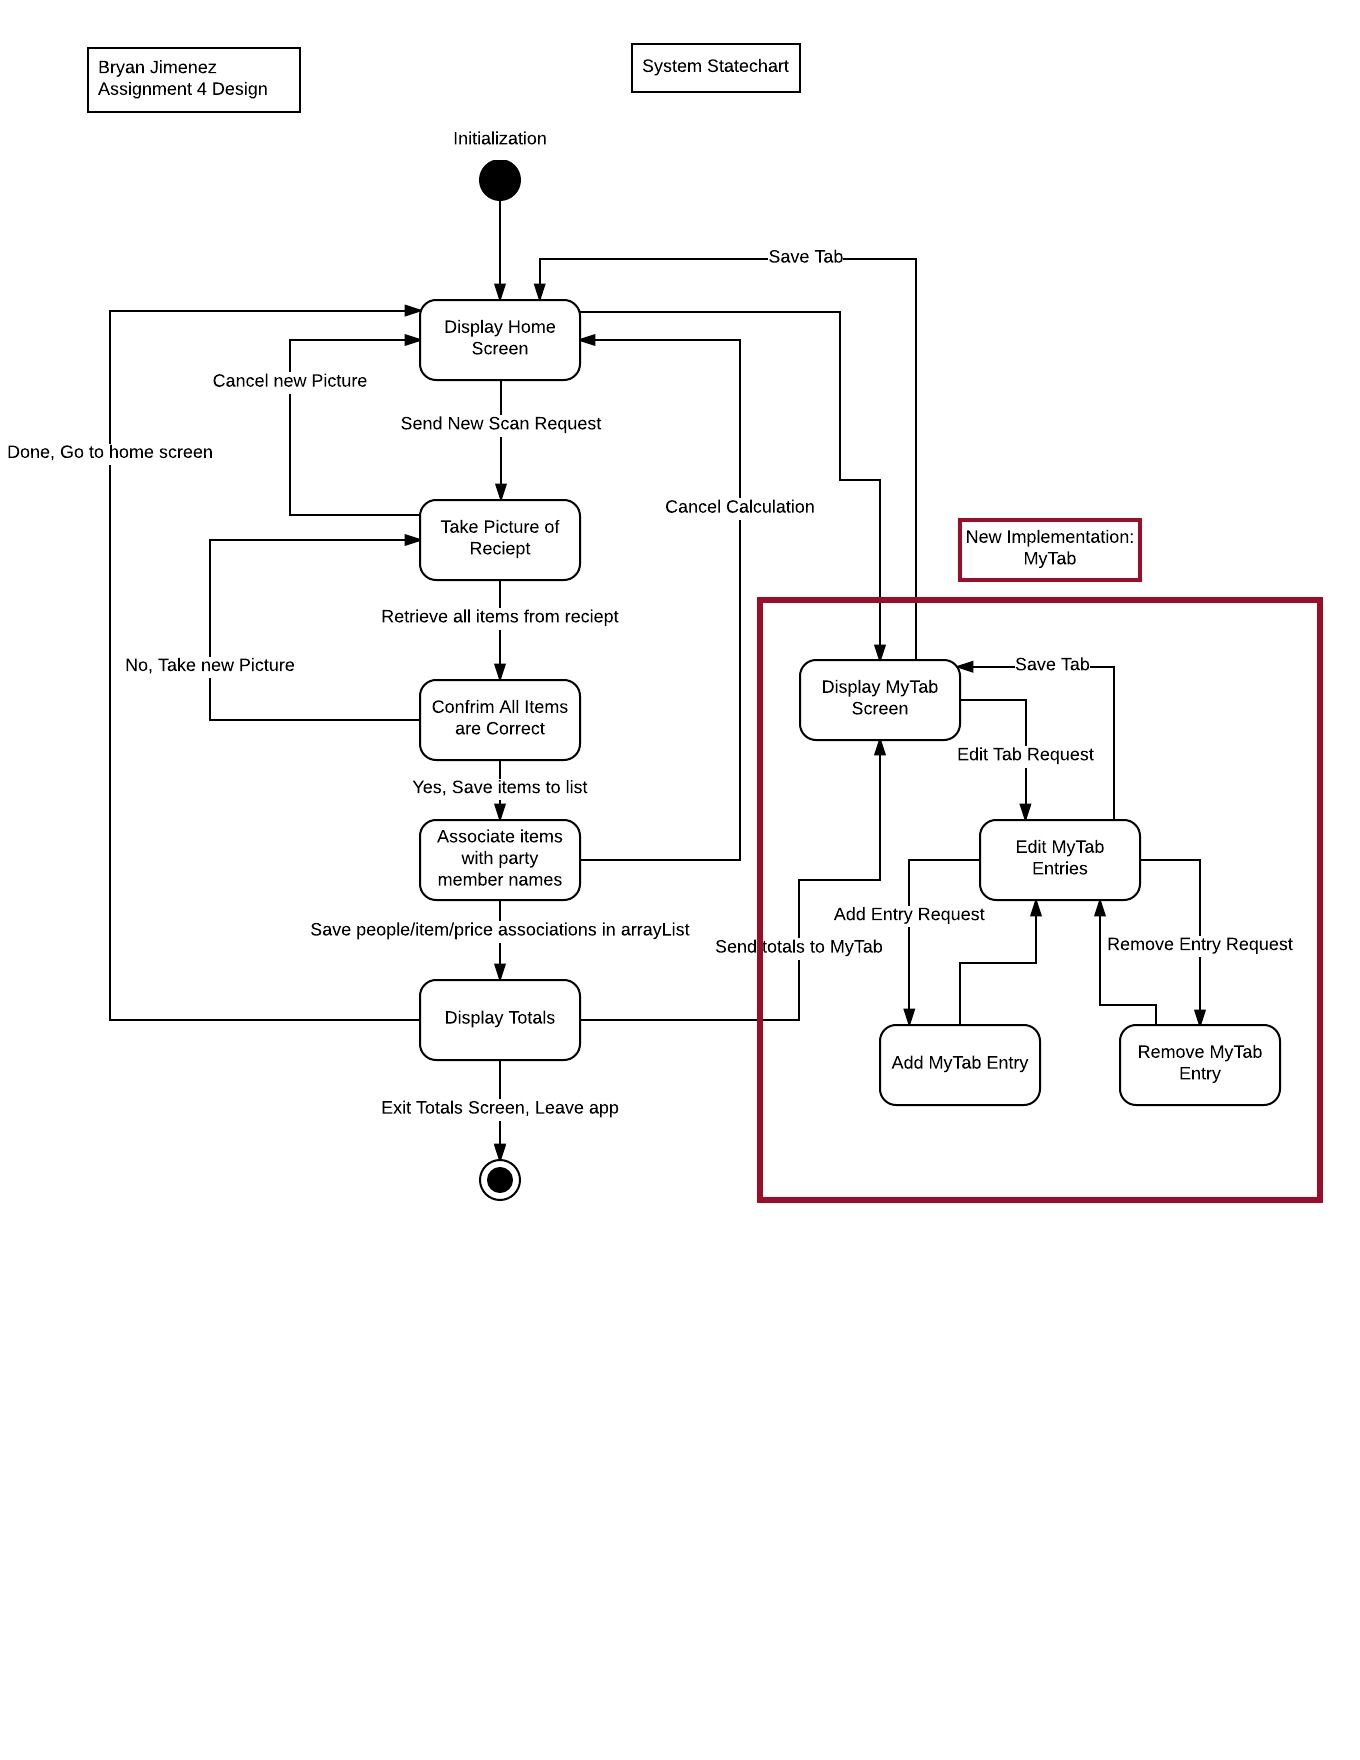 Bryan Jimenez
Assignment 4 Design
System Statechart
Initialization
Save Tab
Display Home
Screen
Cancel new Picture
Send New Scan Request
Done, Go to home screen
Cancel Calculation
Take Picture of
Reciept
New Implementation:
MyTab
Retrieve all items from reciept
No, Take new Picture
Save Tab
Display MyTab
Screen
Confrim All Items
are Correct
Edit Tab Request
Yes, Save items to list
Associate items
with party
member names
Edit MyTab
Entries
Add Entry Request
Save people/item/price associations in arrayList
Send totals to MyTab
Remove Entry Request
Display Totals
Add MyTab Entry
Remove MyTab
Entry
Exit Totals Screen, Leave app